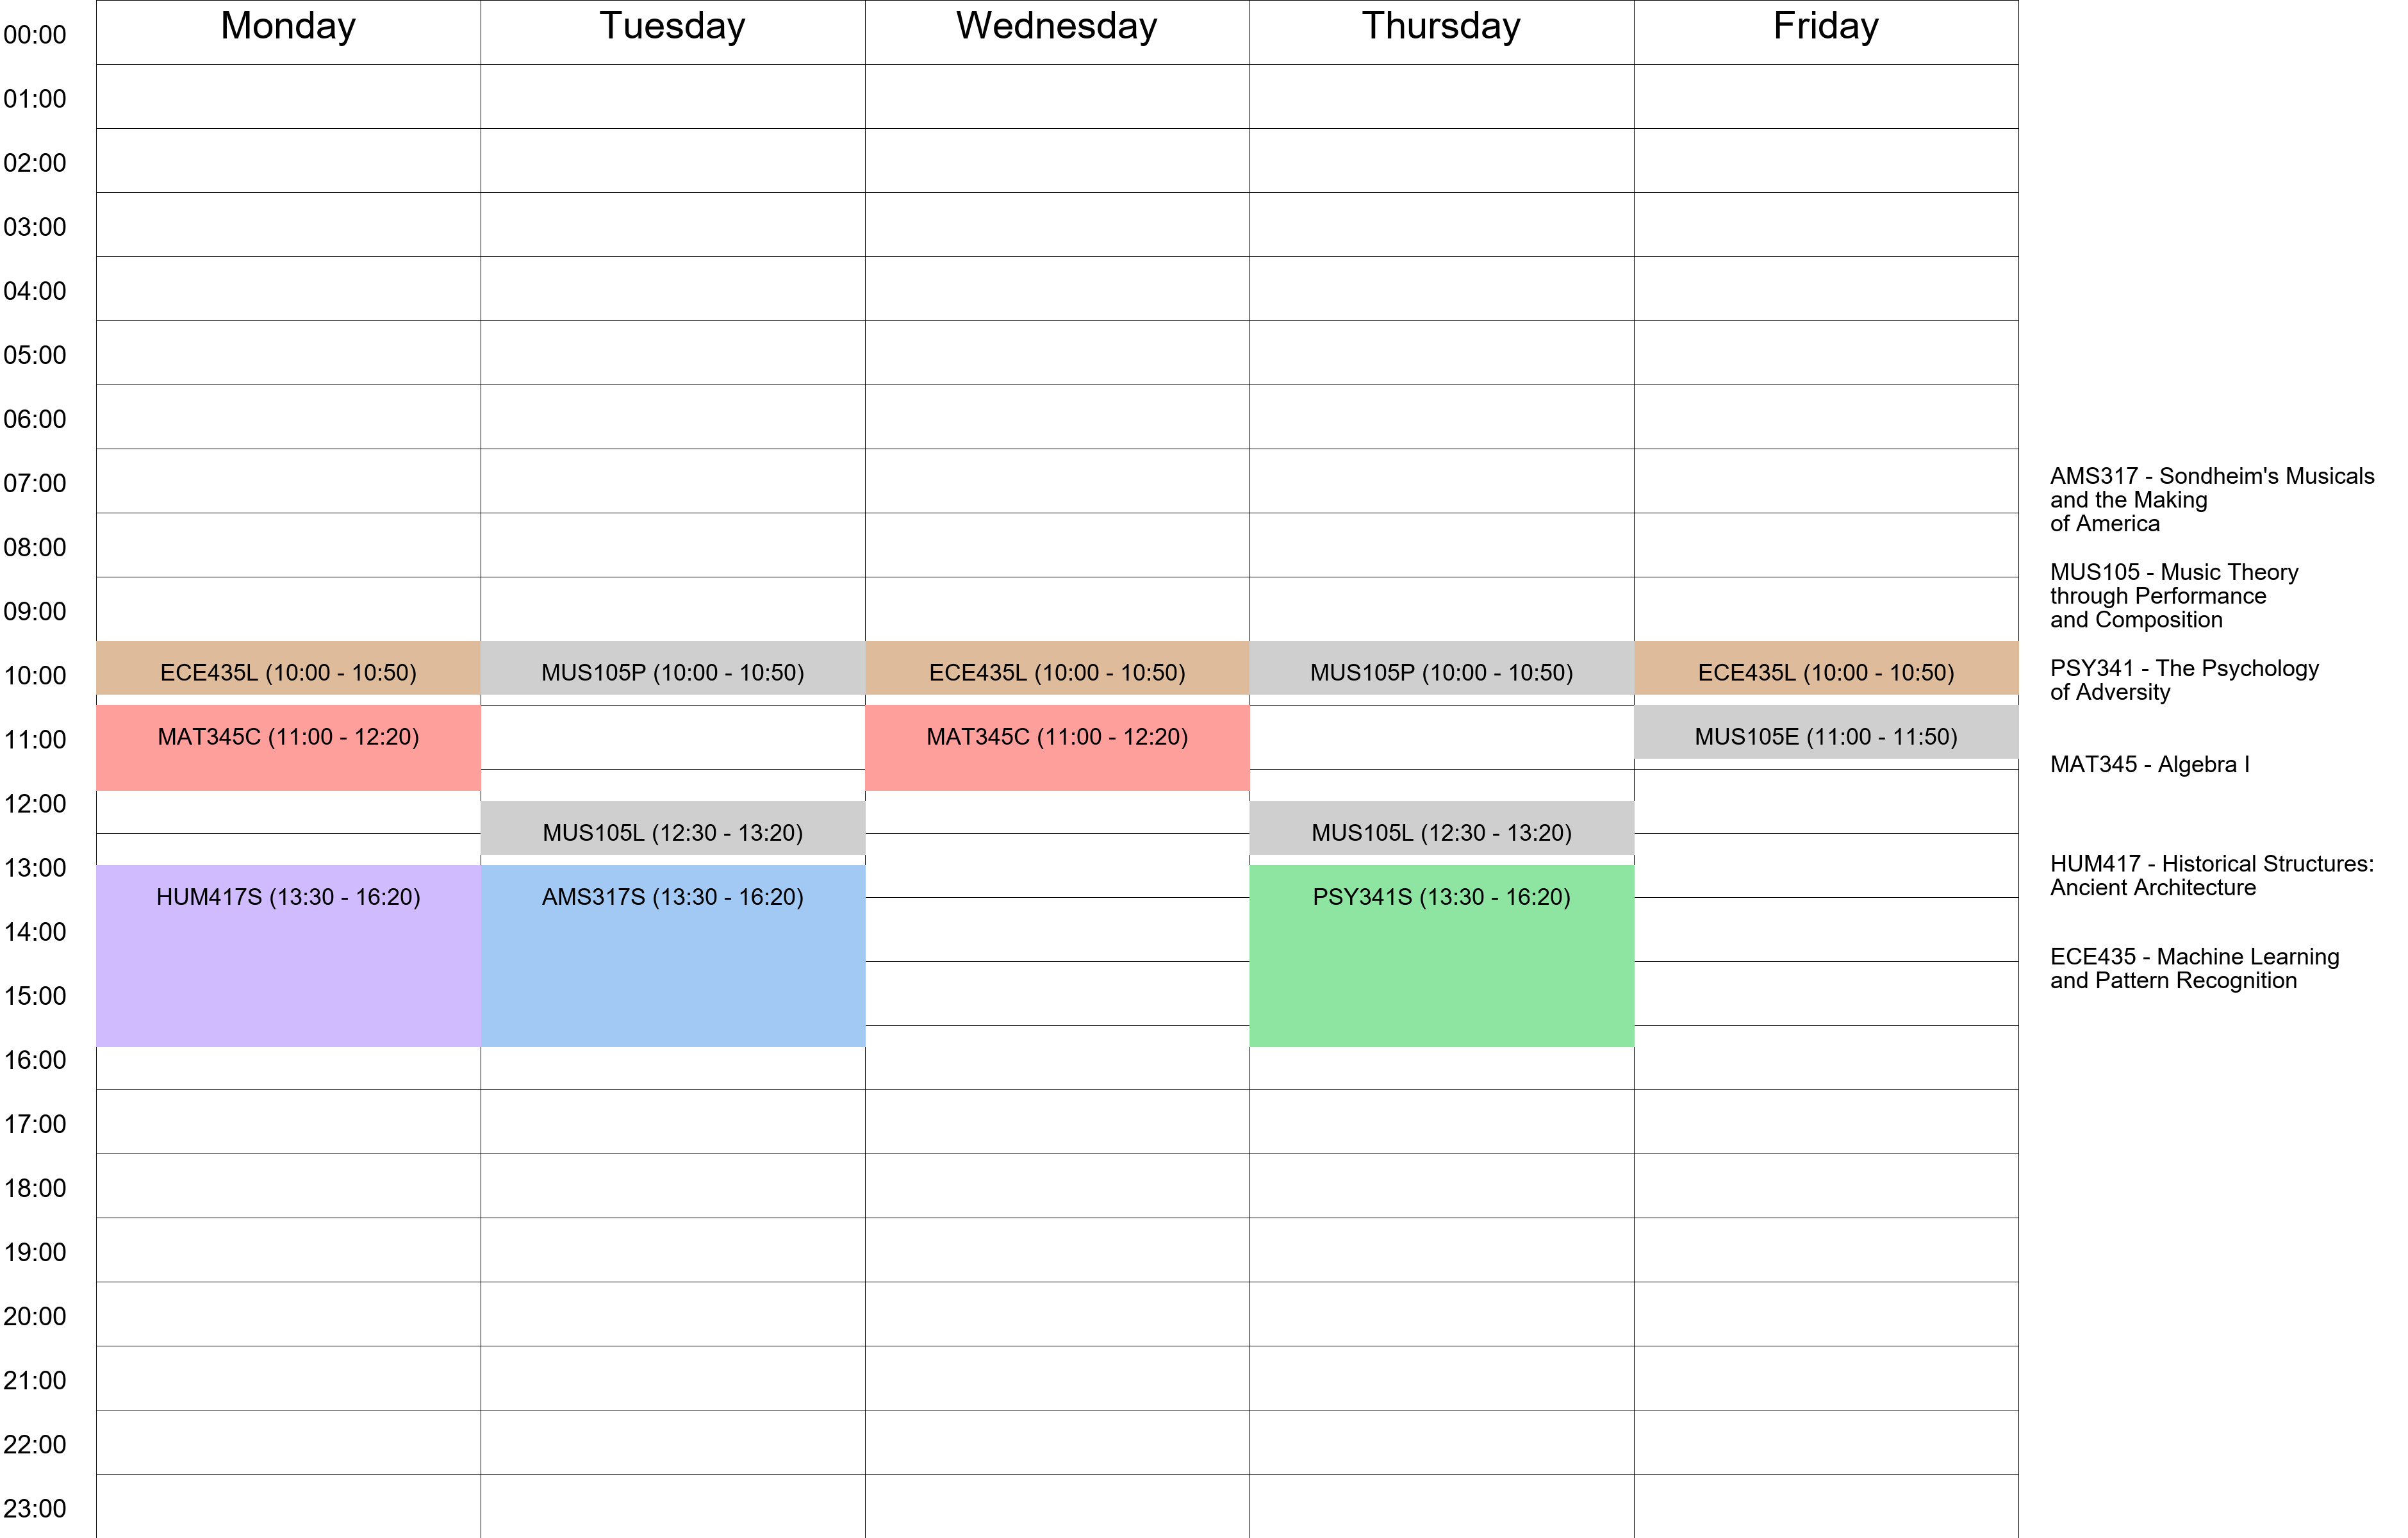 Monday Tuesday Wednesday Thursday Friday
00:00
01:00
02:00
03:00
04:00
05:00
06:00
07:00
08:00
09:00
ECE435L (10:00 - 10:50) MUS105P (10:00 - 10:50) ECE435L (10:00 - 10:50) MUS105P (10:00 - 10:50) ECE435L (10:00 - 10:50)
10:00
MAT345C (11:00 - 12:20) MAT345C (11:00 - 12:20) MUS105E (11:00 - 11:50)
11:00
12:00
MUS105L (12:30 - 13:20) MUS105L (12:30 - 13:20)
13:00
HUM417S (13:30 - 16:20) AMS317S (13:30 - 16:20) PSY341S (13:30 - 16:20)
14:00
15:00
16:00
17:00
18:00
19:00
20:00
21:00
22:00
23:00
AMS317 - Sondheim's Musicals
and the Making
of America
MUS105 - Music Theory
through Performance
and Composition
PSY341 - The Psychology
of Adversity
MAT345 - Algebra I
HUM417 - Historical Structures:
Ancient Architecture
ECE435 - Machine Learning
and Pattern Recognition